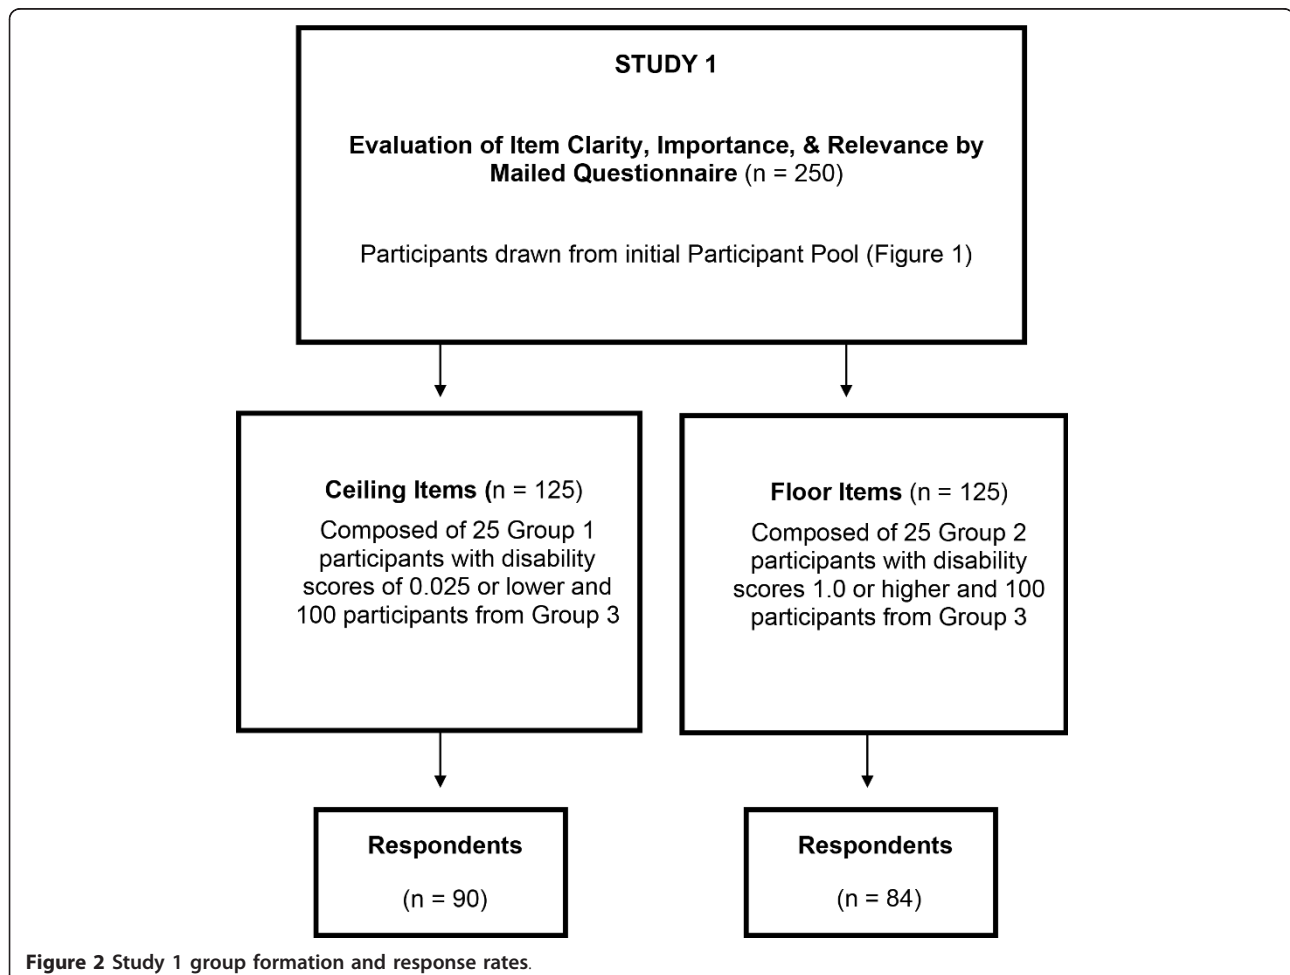 STUDY 1
Evaluation of Item Clarity, Importance, & Relevance by
Mailed Questionnaire (n = 250)
Participants drawn from initial Participant Pool (Figure 1)
Ceiling Items (n = 125)
Composed of 25 Group 1
participants with disability
scores of 0.025 or lower and
100 participants from Group 3
Floor Items (n = 125)
Composed of 25 Group 2
participants with disability
scores 1.0 or higher and 100
participants from Group 3
Respondents
(n = 90)
Respondents
(n = 84)
Figure 2 Study 1 group formation and response rates.